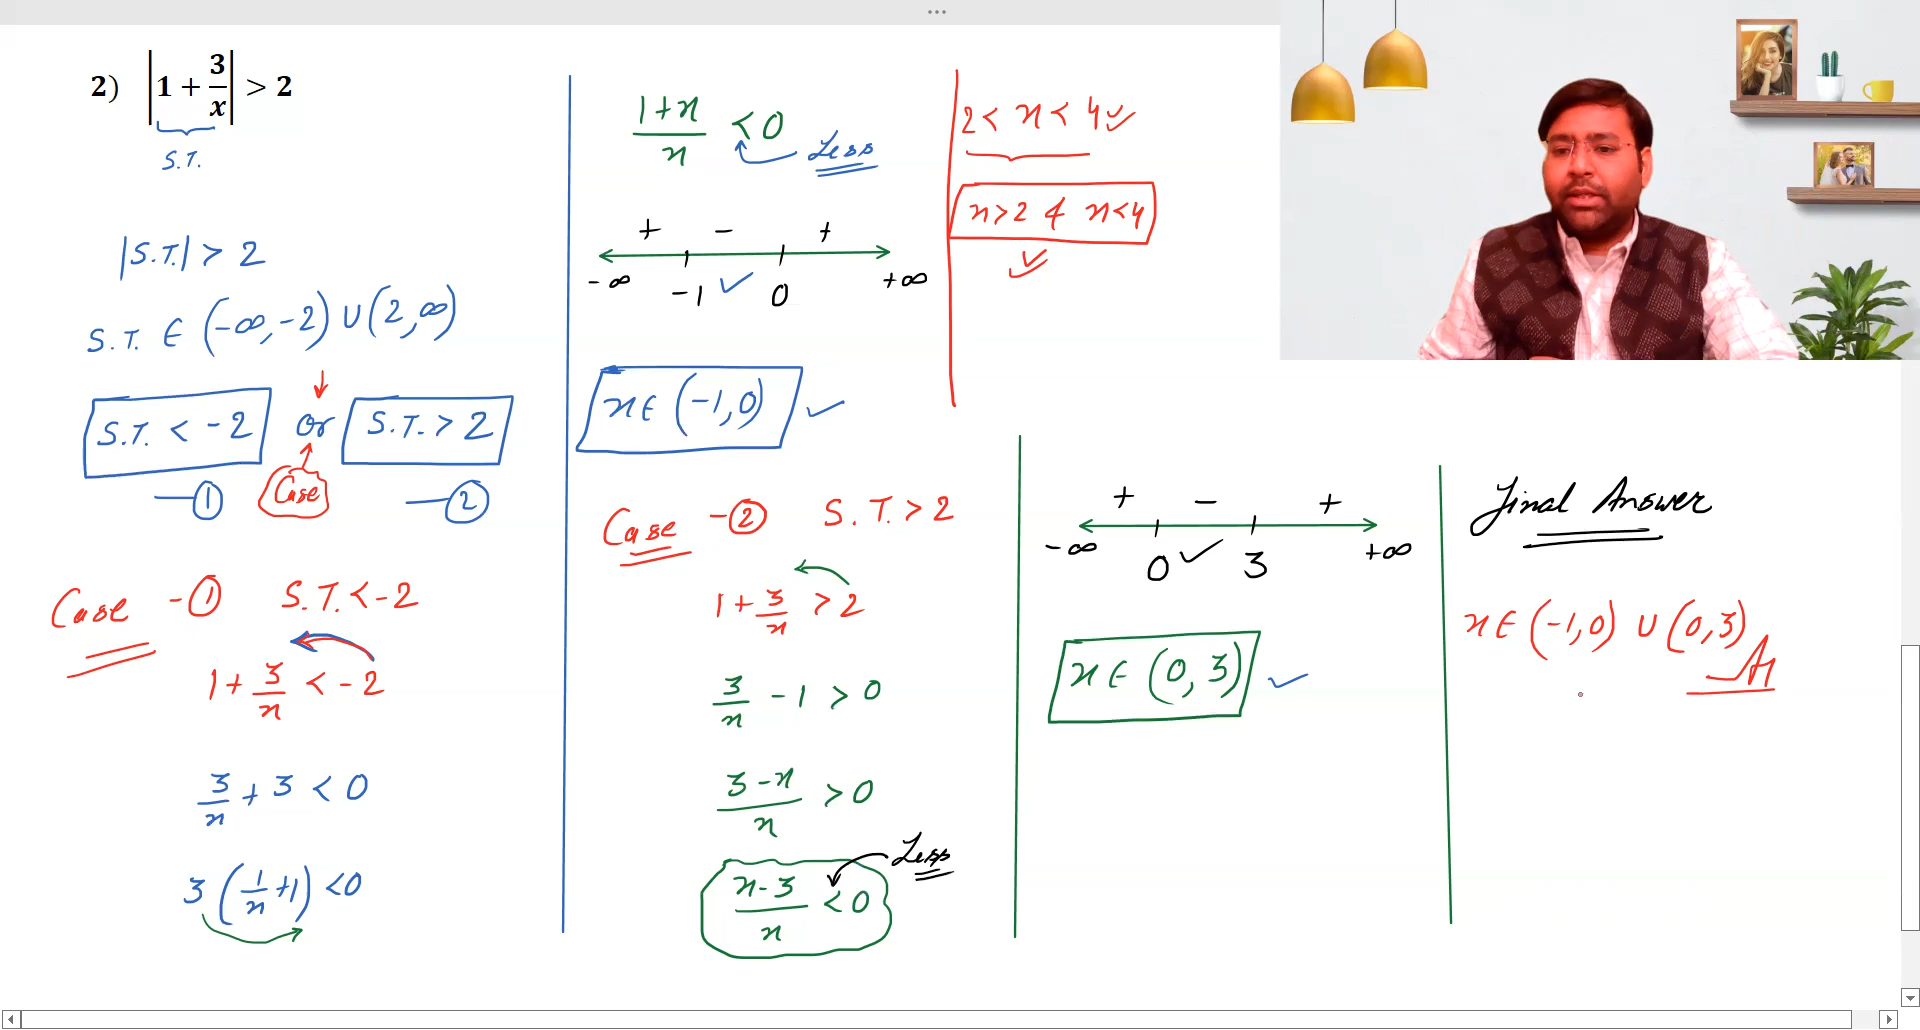 2) |1 + 3/x| > 2
S.T.
|S.T.| > 2
S.T. ∈ (-∞, -2) ∪ (2, ∞)
S.T. < -2 or S.T. > 2
—① Case —②
Case -① S.T. < -2
1 + 3/x < -2
3/x + 3 < 0
3(1/x + 1) < 0
(1+x)/x < 0
Less
+ - +
-∞ -1 0 +∞
x ∈ (-1, 0)
Case -② S.T. > 2
1 + 3/x > 2
3/x - 1 > 0
(3-x)/x > 0
Less
(x-3)/x < 0
2 < x < 4
x > 2 & x < 4
+ - +
-∞ 0 3 +∞
x ∈ (0, 3)
Final Answer
x ∈ (-1, 0) ∪ (0, 3)